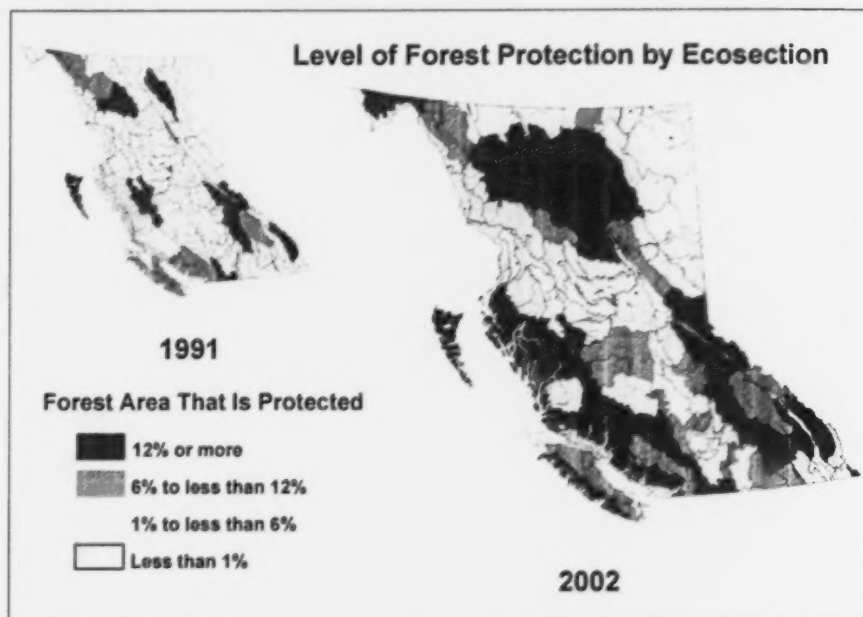 Level of Forest Protection by Ecosection
1991
Forest Area That Is Protected
12% or more
6% to less than 12%
1% to less than 6%
Less than 1%
2002